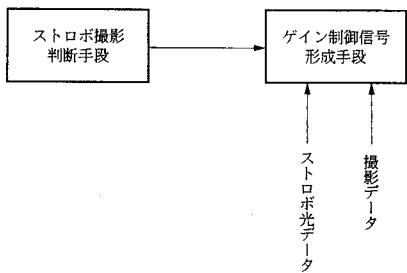 ストロボ撮影
判断手段
ゲイン制御信号
形成手段
ストロボ光データ
撮影データ